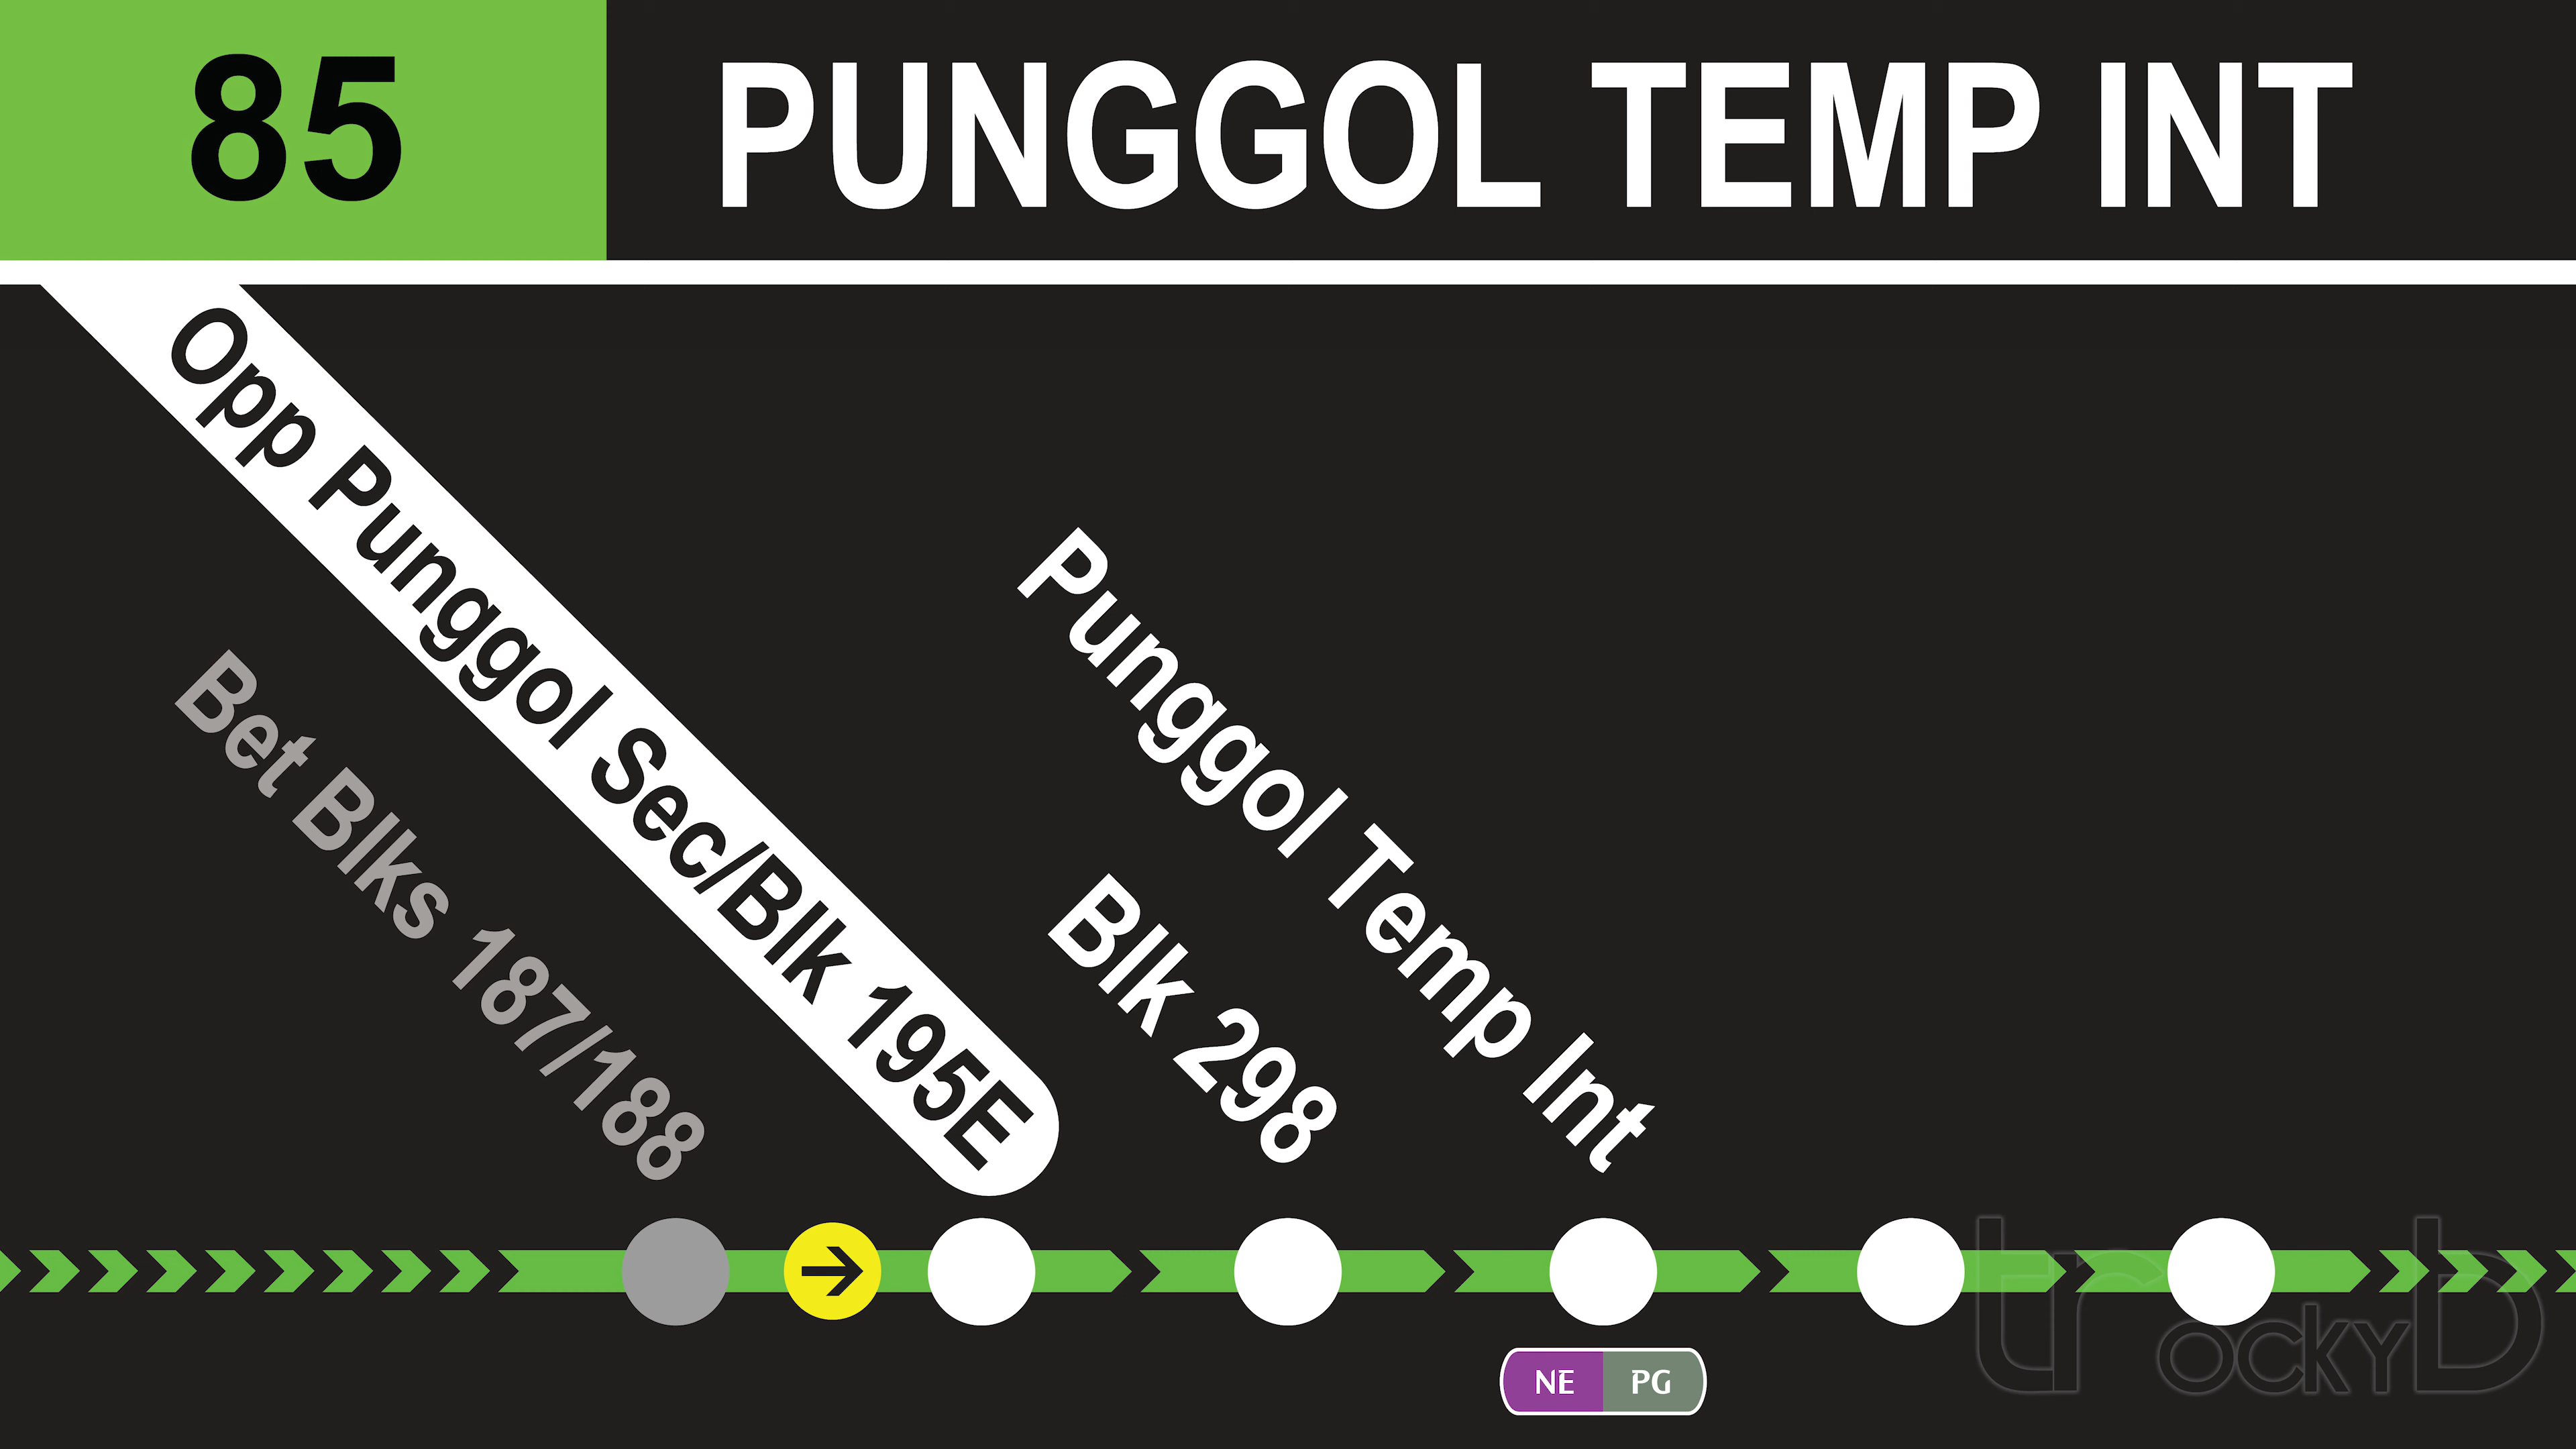 85
PUNGGOL TEMP INT
Bet Blks 187/188
Opp Punggol Sec/Blk 195E
Blk 298
Punggol Temp Int
NE PG
trockyb